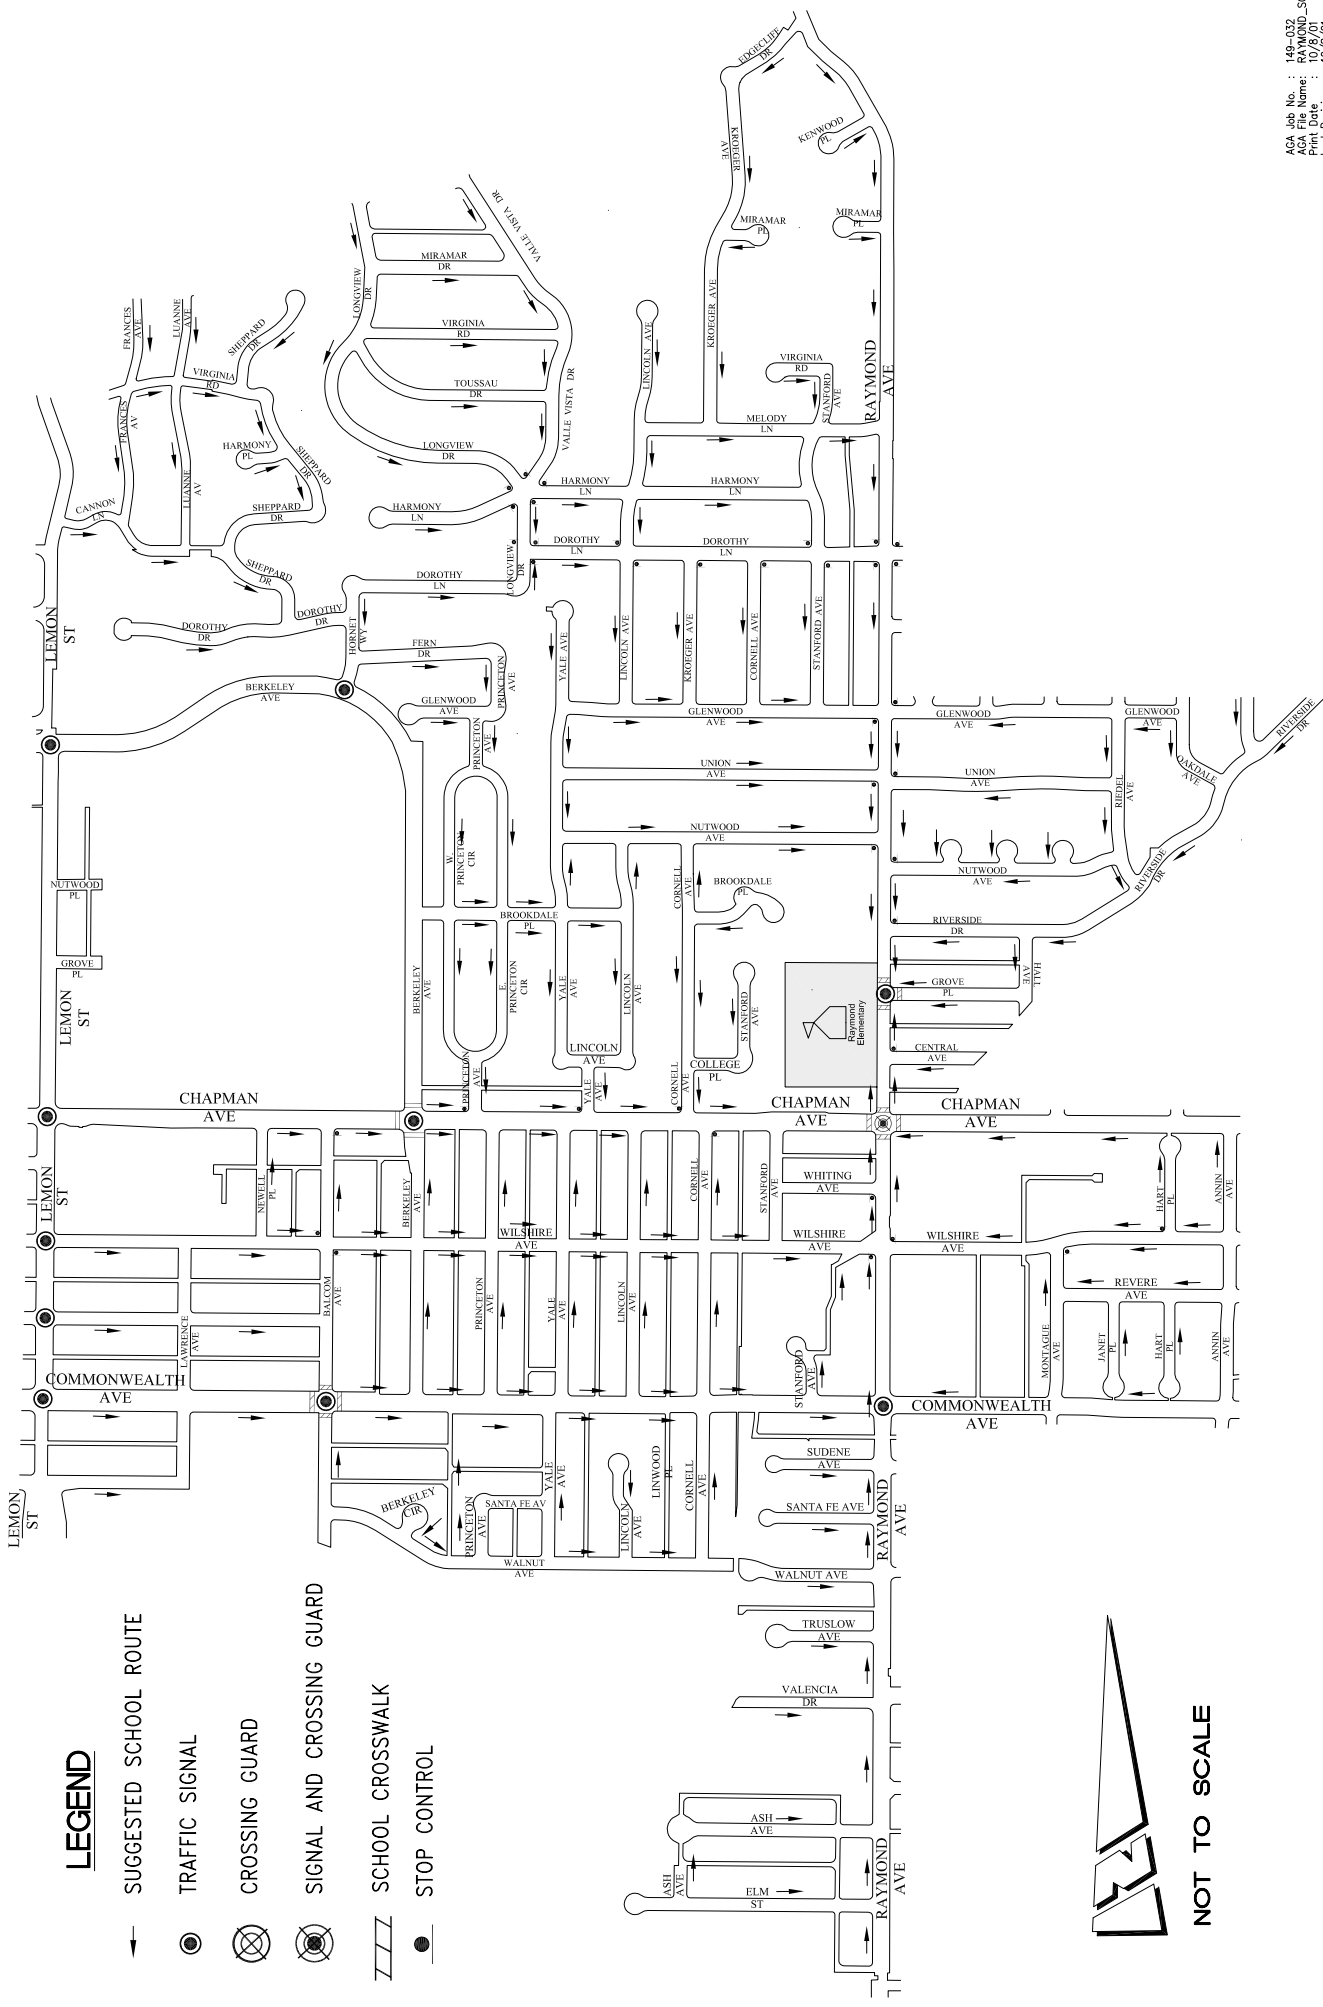 AGA Job No. : 149-032
AGA File Name:
Print Date : 10/8/01
EDGECLIFF
DR
KROEGER
AVE
KENWOOD
PL
MIRAMAR
PL
MIRAMAR
PL
VALLE VISTA DR
MIRAMAR
DR
LONGVIEW
DR
VIRGINIA
RD
TOUSSAU
DR
LONGVIEW
DR
VALLE VISTA DR
FRANCES
AVE
LUANNE
AVE
SHEPPARD
DR
VIRGINIA
RD
FRANCES
AV
LUANNE
AV
HARMONY
PL
SHEPPARD
DR
SHEPPARD
DR
SHEPPARD
DR
CANNON
LN
LINCOLN AVE
KROEGER AVE
VIRGINIA
RD
STANFORD
AVE
RAYMOND
AVE
MELODY
LN
HARMONY
LN
HARMONY
LN
HARMONY
LN
DOROTHY
LN
DOROTHY
LN
DOROTHY
LN
LONGVIEW
DR
DOROTHY
DR
DOROTHY
DR
HORNET
WY
LEMON
ST
FERN
DR
PRINCETON
AVE
YALE AVE
LINCOLN AVE
KROEGER AVE
CORNELL AVE
STANFORD AVE
BERKELEY
AVE
GLENWOOD
AVE
PRINCETON
AVE
GLENWOOD
AVE
GLENWOOD
AVE
GLENWOOD
AVE
RIVERSIDE
DR
OAKDALE
AVE
UNION
AVE
UNION
AVE
RIEDEL
AVE
NUTWOOD
AVE
NUTWOOD
AVE
RIVERSIDE
DR
RIVERSIDE
DR
W.
PRINCETON
CIR
NUTWOOD
PL
BROOKDALE
PL
BROOKDALE
PL
CORNELL
AVE
GROVE
PL
LEMON
ST
BERKELEY
AVE
E.
PRINCETON
CIR
YALE
AVE
LINCOLN
AVE
STANFORD
AVE
Raymond
Elementary
GROVE
PL
HALL
AVE
CENTRAL
AVE
LINCOLN
AVE
COLLEGE
PL
PRINCETON
AVE
YALE
AVE
CORNELL
AVE
CHAPMAN
AVE
CHAPMAN
AVE
CHAPMAN
AVE
LEMON
ST
NEWELL
PL
BERKELEY
AVE
CORNELL
AVE
STANFORD
AVE
WHITING
AVE
HART
PL
ANNIN
AVE
WILSHIRE
AVE
WILSHIRE
AVE
WILSHIRE
AVE
REVERE
AVE
BALCOM
AVE
PRINCETON
AVE
YALE
AVE
LINCOLN
AVE
LAWRENCE
AVE
STANFORD
AVE
MONTAGUE
AVE
JANET
PL
HART
PL
ANNIN
AVE
COMMONWEALTH
AVE
COMMONWEALTH
AVE
LEMON
ST
BERKELEY
CIR
PRINCETON
AVE
SANTA FE AV
YALE
AVE
LINCOLN
AVE
LINWOOD
PL
CORNELL
AVE
SUDENE
AVE
SANTA FE AVE
RAYMOND
AVE
WALNUT
AVE
WALNUT AVE
TRUSLOW
AVE
VALENCIA
DR
ASH
AVE
ASH
AVE
ELM
ST
RAYMOND
AVE
LEGEND
SUGGESTED SCHOOL ROUTE
TRAFFIC SIGNAL
CROSSING GUARD
SIGNAL AND CROSSING GUARD
SCHOOL CROSSWALK
STOP CONTROL
NOT TO SCALE